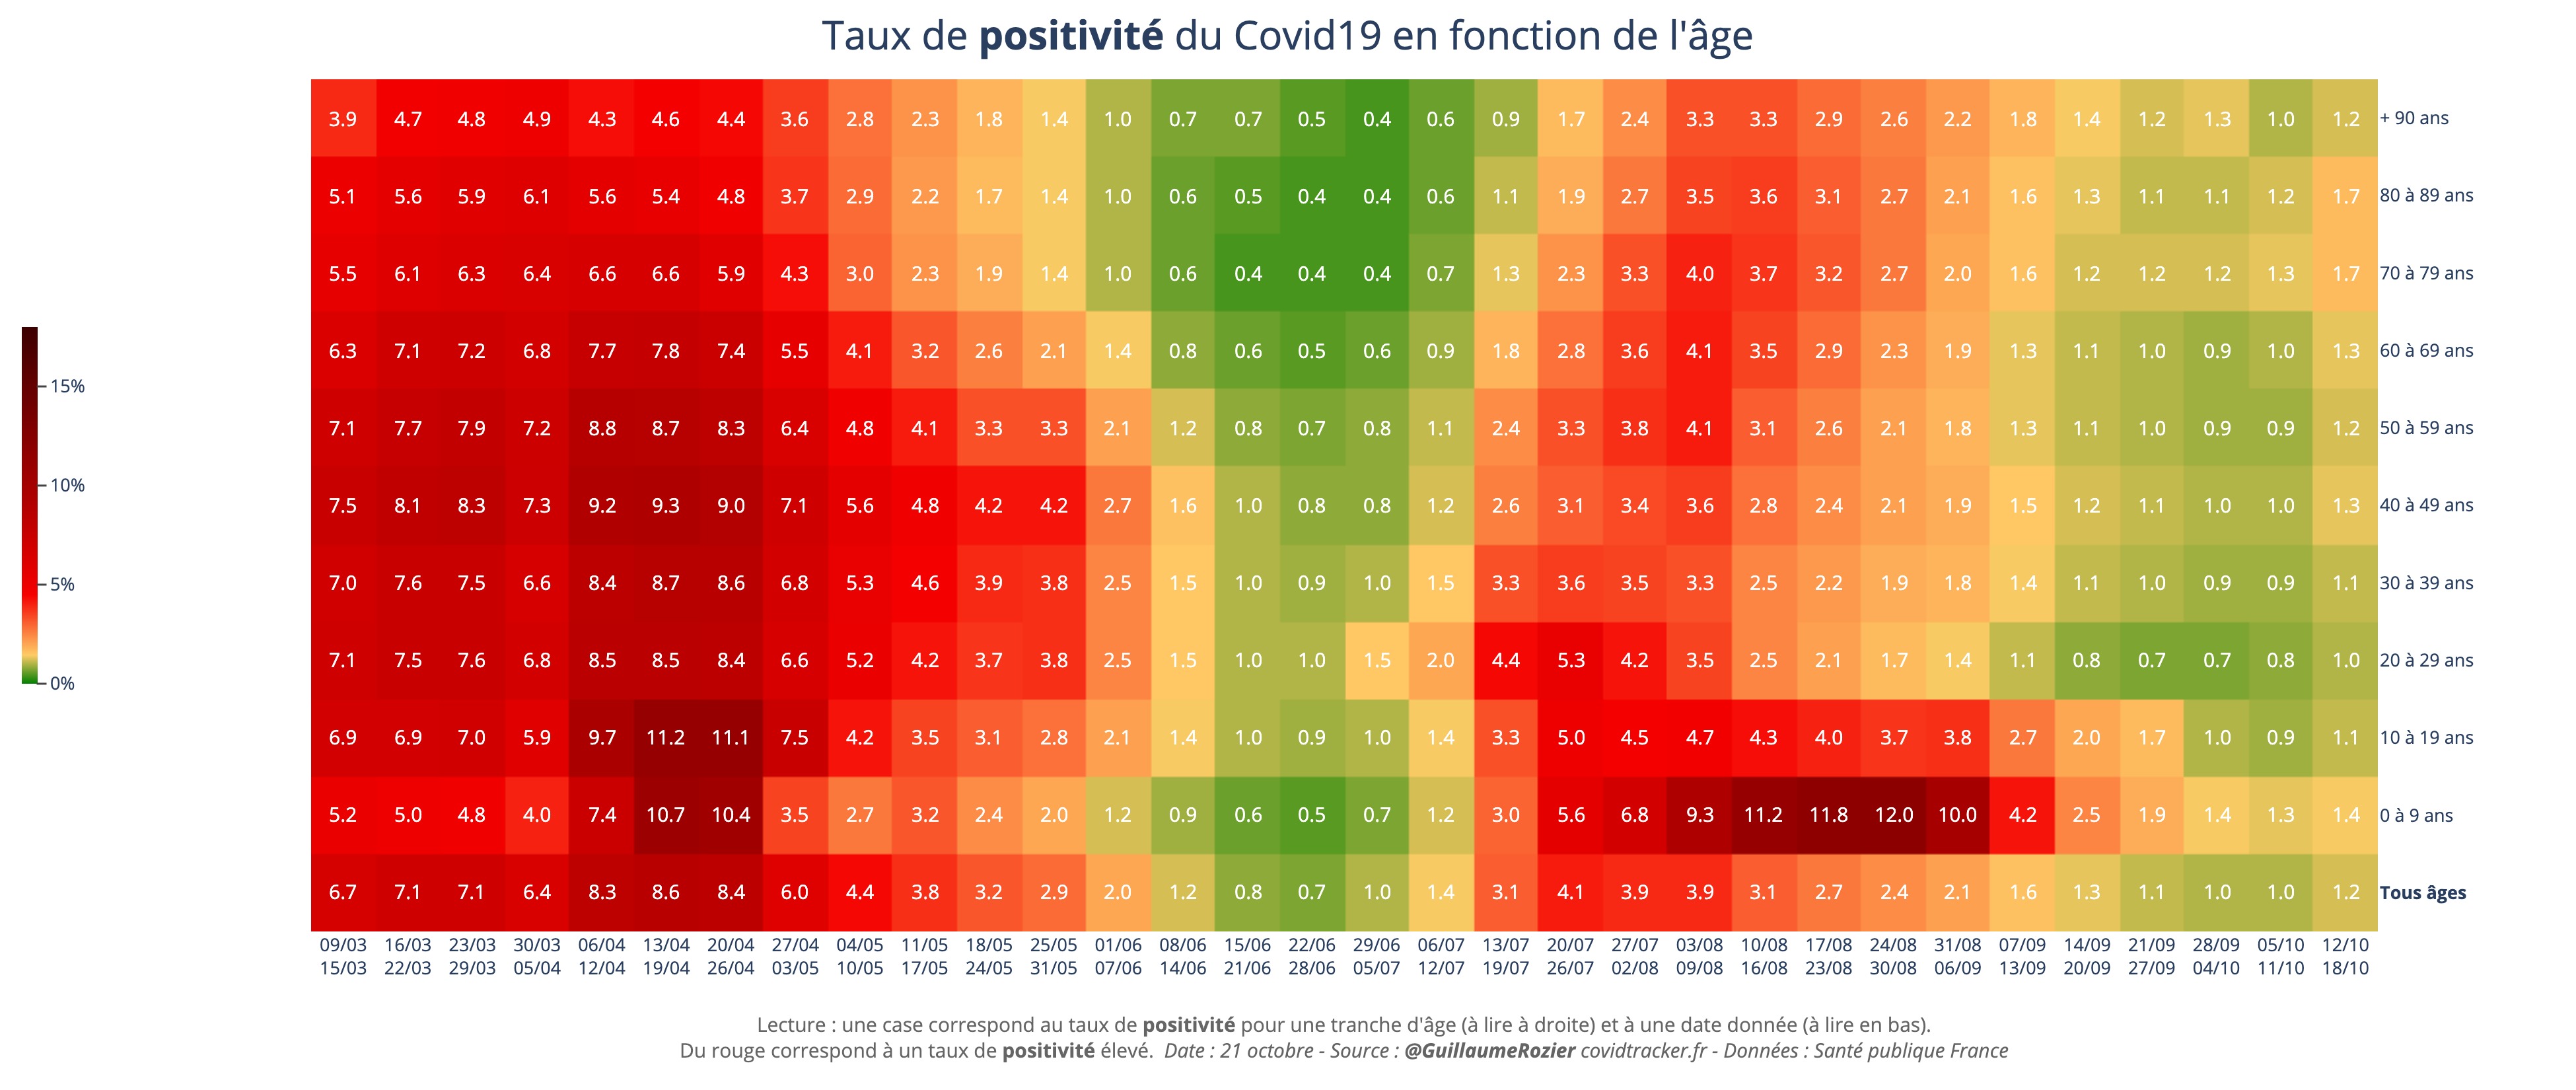 Taux de positivité du Covid19 en fonction de l'âge
3.9 4.7 4.8 4.9 4.3 4.6 4.4 3.6 2.8 2.3 1.8 1.4 1.0 0.7 0.7 0.5 0.4 0.6 0.9 1.7 2.4 3.3 3.3 2.9 2.6 2.2 1.8 1.4 1.2 1.3 1.0 1.2 + 90 ans
5.1 5.6 5.9 6.1 5.6 5.4 4.8 3.7 2.9 2.2 1.7 1.4 1.0 0.6 0.5 0.4 0.4 0.6 1.1 1.9 2.7 3.5 3.6 3.1 2.7 2.1 1.6 1.3 1.1 1.1 1.2 1.7 80 à 89 ans
5.5 6.1 6.3 6.4 6.6 6.6 5.9 4.3 3.0 2.3 1.9 1.4 1.0 0.6 0.4 0.4 0.4 0.7 1.3 2.3 3.3 4.0 3.7 3.2 2.7 2.0 1.6 1.2 1.2 1.2 1.3 1.7 70 à 79 ans
6.3 7.1 7.2 6.8 7.7 7.8 7.4 5.5 4.1 3.2 2.6 2.1 1.4 0.8 0.6 0.5 0.6 0.9 1.8 2.8 3.6 4.1 3.5 2.9 2.3 1.9 1.3 1.1 1.0 0.9 1.0 1.3 60 à 69 ans
15%
7.1 7.7 7.9 7.2 8.8 8.7 8.3 6.4 4.8 4.1 3.3 3.3 2.1 1.2 0.8 0.7 0.8 1.1 2.4 3.3 3.8 4.1 3.1 2.6 2.1 1.8 1.3 1.1 1.0 0.9 0.9 1.2 50 à 59 ans
10%
7.5 8.1 8.3 7.3 9.2 9.3 9.0 7.1 5.6 4.8 4.2 4.2 2.7 1.6 1.0 0.8 0.8 1.2 2.6 3.1 3.4 3.6 2.8 2.4 2.1 1.9 1.5 1.2 1.1 1.0 1.0 1.3 40 à 49 ans
5%
7.0 7.6 7.5 6.6 8.4 8.7 8.6 6.8 5.3 4.6 3.9 3.8 2.5 1.5 1.0 0.9 1.0 1.5 3.3 3.6 3.5 3.3 2.5 2.2 1.9 1.8 1.4 1.1 1.0 0.9 0.9 1.1 30 à 39 ans
7.1 7.5 7.6 6.8 8.5 8.5 8.4 6.6 5.2 4.2 3.7 3.8 2.5 1.5 1.0 1.0 1.5 2.0 4.4 5.3 4.2 3.5 2.5 2.1 1.7 1.4 1.1 0.8 0.7 0.7 0.8 1.0 20 à 29 ans
0%
6.9 6.9 7.0 5.9 9.7 11.2 11.1 7.5 4.2 3.5 3.1 2.8 2.1 1.4 1.0 0.9 1.0 1.4 3.3 5.0 4.5 4.7 4.3 4.0 3.7 3.8 2.7 2.0 1.7 1.0 0.9 1.1 10 à 19 ans
5.2 5.0 4.8 4.0 7.4 10.7 10.4 3.5 2.7 3.2 2.4 2.0 1.2 0.9 0.6 0.5 0.7 1.2 3.0 5.6 6.8 9.3 11.2 11.8 12.0 10.0 4.2 2.5 1.9 1.4 1.3 1.4 0 à 9 ans
6.7 7.1 7.1 6.4 8.3 8.6 8.4 6.0 4.4 3.8 3.2 2.9 2.0 1.2 0.8 0.7 1.0 1.4 3.1 4.1 3.9 3.9 3.1 2.7 2.4 2.1 1.6 1.3 1.1 1.0 1.0 1.2 Tous âges
09/03 16/03 23/03 30/03 06/04 13/04 20/04 27/04 04/05 11/05 18/05 25/05 01/06 08/06 15/06 22/06 29/06 06/07 13/07 20/07 27/07 03/08 10/08 17/08 24/08 31/08 07/09 14/09 21/09 28/09 05/10 12/10
15/03 22/03 29/03 05/04 12/04 19/04 26/04 03/05 10/05 17/05 24/05 31/05 07/06 14/06 21/06 28/06 05/07 12/07 19/07 26/07 02/08 09/08 16/08 23/08 30/08 06/09 13/09 20/09 27/09 04/10 11/10 18/10
Lecture : une case correspond au taux de positivité pour une tranche d'âge (à lire à droite) et à une date donnée (à lire en bas).
Du rouge correspond à un taux de positivité élevé. Date : 21 octobre - Source : @GuillaumeRozier covidtracker.fr - Données : Santé publique France